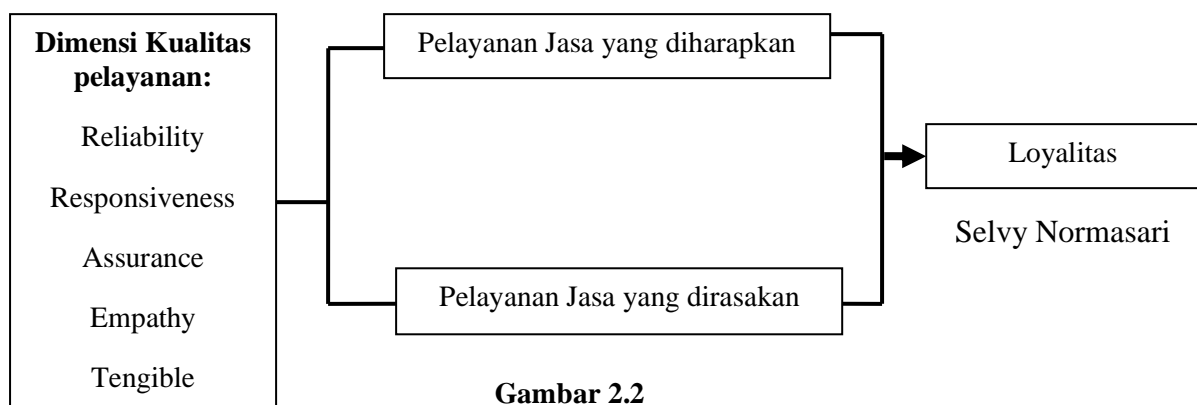 Dimensi Kualitas
pelayanan:
Reliability
Responsiveness
Assurance
Empathy
Tengible
Pelayanan Jasa yang diharapkan
Pelayanan Jasa yang dirasakan
Loyalitas
Selvy Normasari
Gambar 2.2